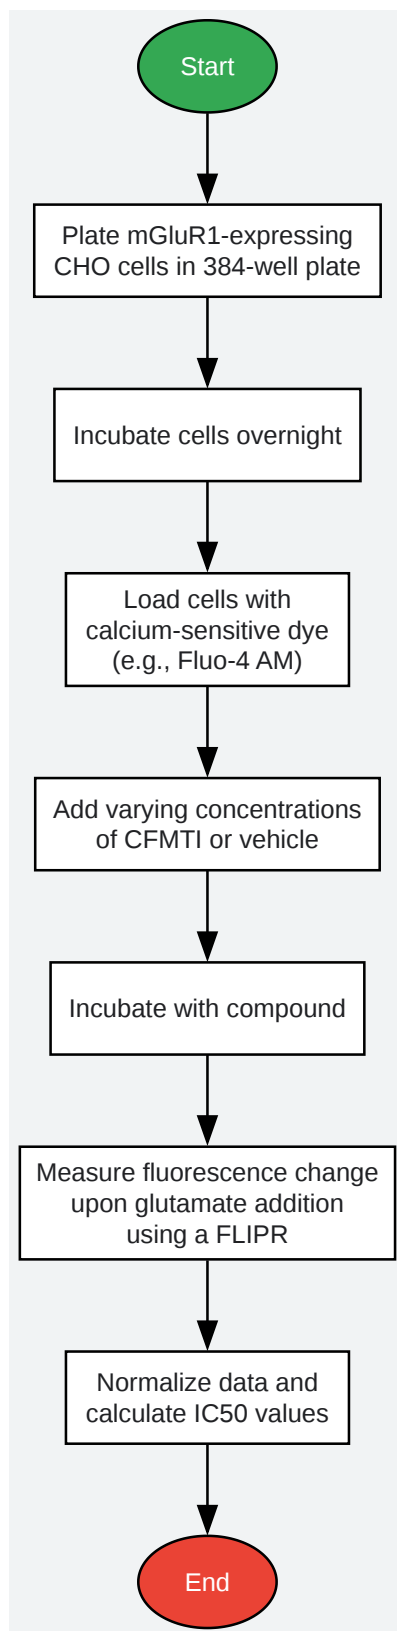 Start
Plate mGluR1-expressing
CHO cells in 384-well plate
Incubate cells overnight
Load cells with
calcium-sensitive dye
(e.g., Fluo-4 AM)
Add varying concentrations
of CFMTI or vehicle
Incubate with compound
Measure fluorescence change
upon glutamate addition
using a FLIPR
Normalize data and
calculate IC50 values
End